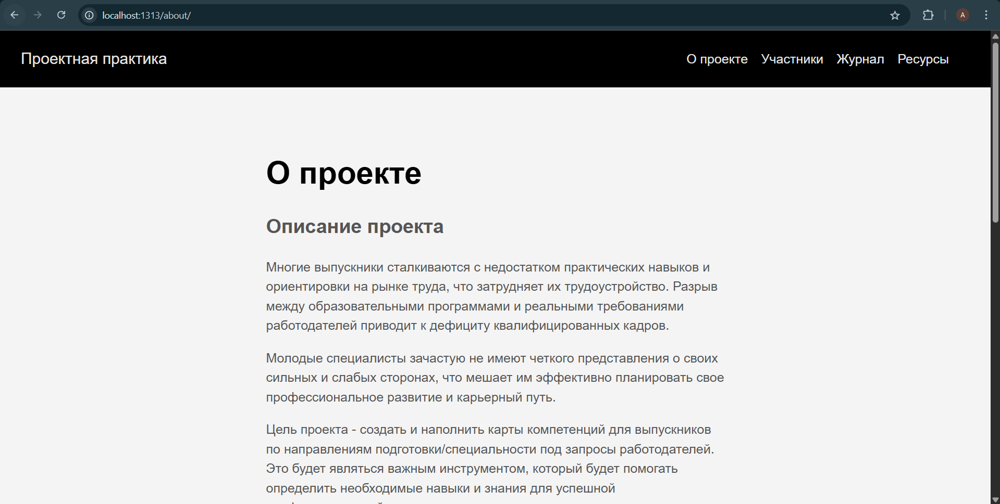 localhost:1313/about/
A
Проектная практика
О проекте Участники Журнал Ресурсы
О проекте
Описание проекта
Многие выпускники сталкиваются с недостатком практических навыков и
ориентировки на рынке труда, что затрудняет их трудоустройство. Разрыв
между образовательными программами и реальными требованиями
работодателей приводит к дефициту квалифицированных кадров.
Молодые специалисты зачастую не имеют четкого представления о своих
сильных и слабых сторонах, что мешает им эффективно планировать свое
профессиональное развитие и карьерный путь.
Цель проекта - создать и наполнить карты компетенций для выпускников
по направлениям подготовки/специальности под запросы работодателей.
Это будет являться важным инструментом, который будет помогать
определить необходимые навыки и знания для успешной